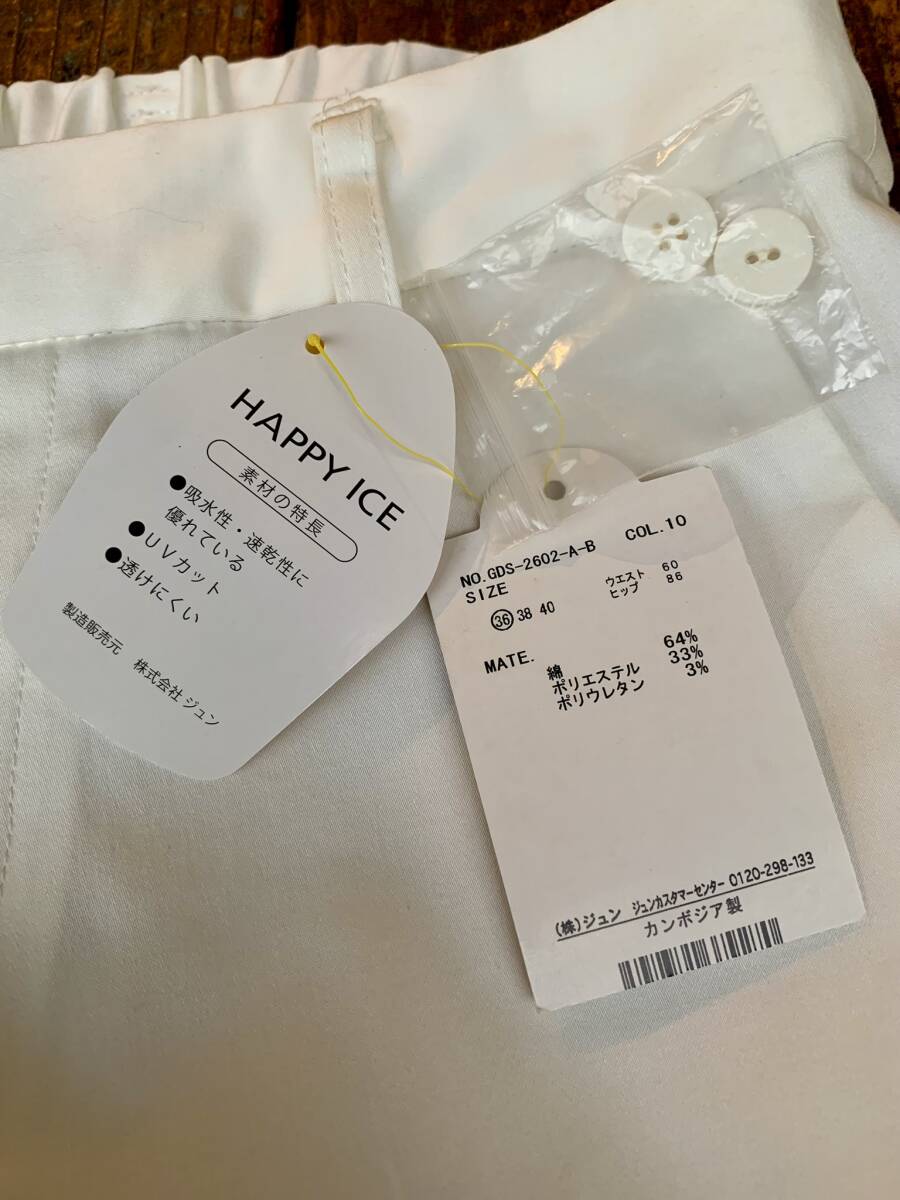 HAPPY ICE
素材の特長
●吸水性・速乾性に
優れている
●UVカット
●透けにくい
製造販売元 株式会社ジュン
NO.GDS-2602-A-B COL.10
SIZE ウエスト 60
ヒップ 86
㊱ 38 40
MATE. 綿 64%
ポリエステル 33%
ポリウレタン 3%
(株)ジュン ジュンカスタマーセンター 0120-298-133
カンボジア製